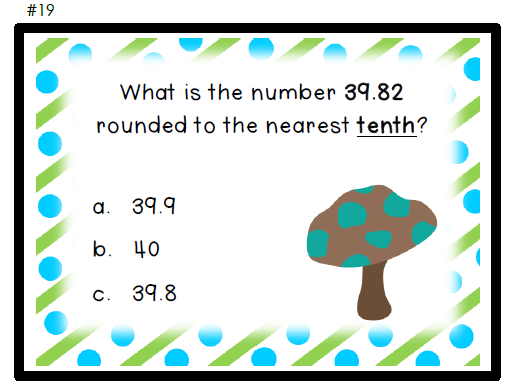 #19
What is the number 39.82
rounded to the nearest tenth?
a. 39.9
b. 40
c. 39.8